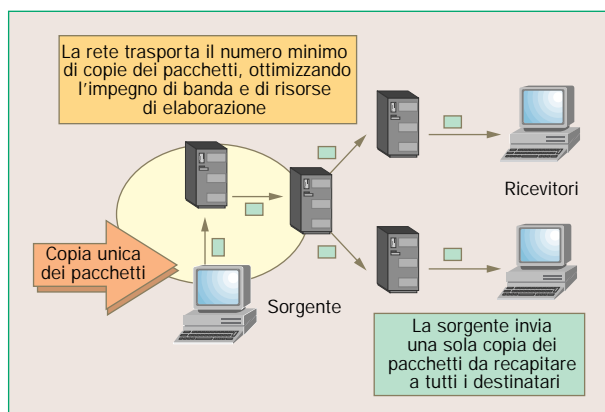 La rete trasporta il numero minimo
di copie dei pacchetti, ottimizzando
l'impegno di banda e di risorse
di elaborazione
Ricevitori
Copia unica
dei pacchetti
Sorgente
La sorgente invia
una sola copia dei
pacchetti da recapitare
a tutti i destinatari